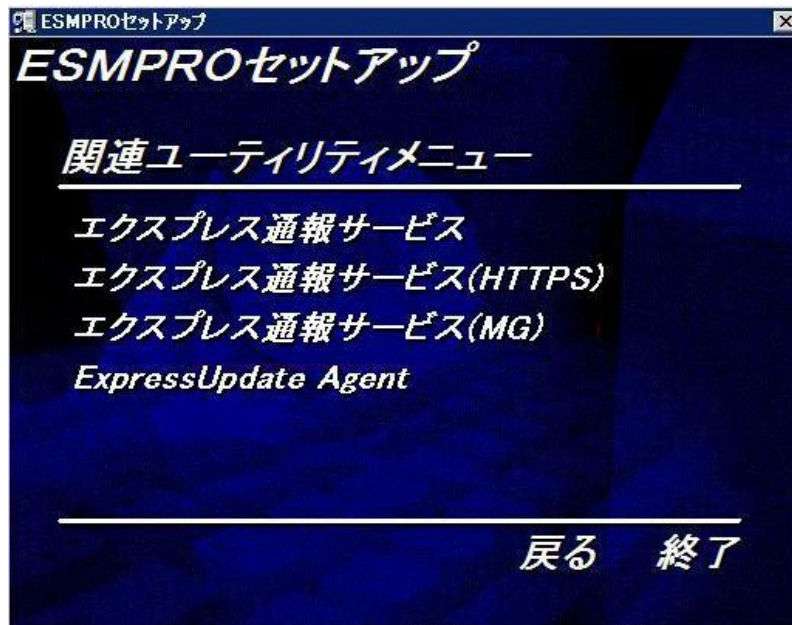 ESMPROセットアップ
ESMPROセットアップ
関連ユーティリティメニュー
エクスプレス通報サービス
エクスプレス通報サービス(HTTPS)
エクスプレス通報サービス(MG)
ExpressUpdate Agent
戻る 終了